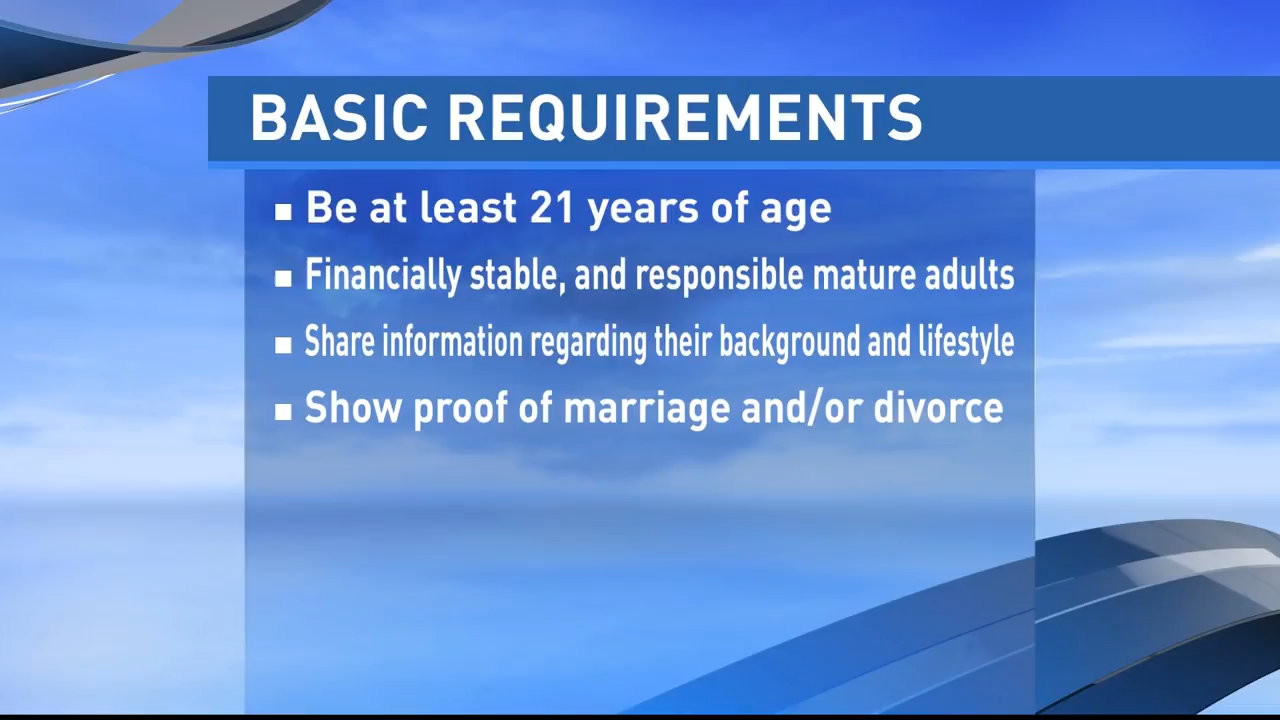 BASIC REQUIREMENTS
Be at least 21 years of age
Financially stable, and responsible mature adults
Share information regarding their background and lifestyle
Show proof of marriage and/or divorce